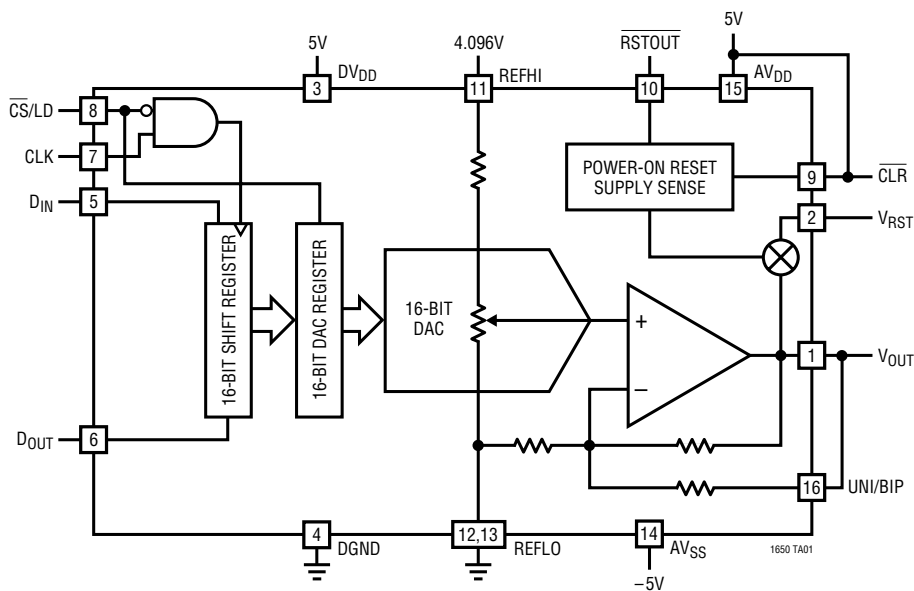 5V
4.096V
RSTOUT
5V
DVDD
REFHI
AVDD
3
11
10
15
CS/LD
8
CLK
7
DIN
5
POWER-ON RESET
SUPPLY SENSE
9
CLR
2
VRST
16-BIT SHIFT REGISTER
16-BIT DAC REGISTER
16-BIT
DAC
+
−
1
VOUT
DOUT
6
16
UNI/BIP
4
DGND
12,13
REFLO
14
AVSS
1650 TA01
−5V